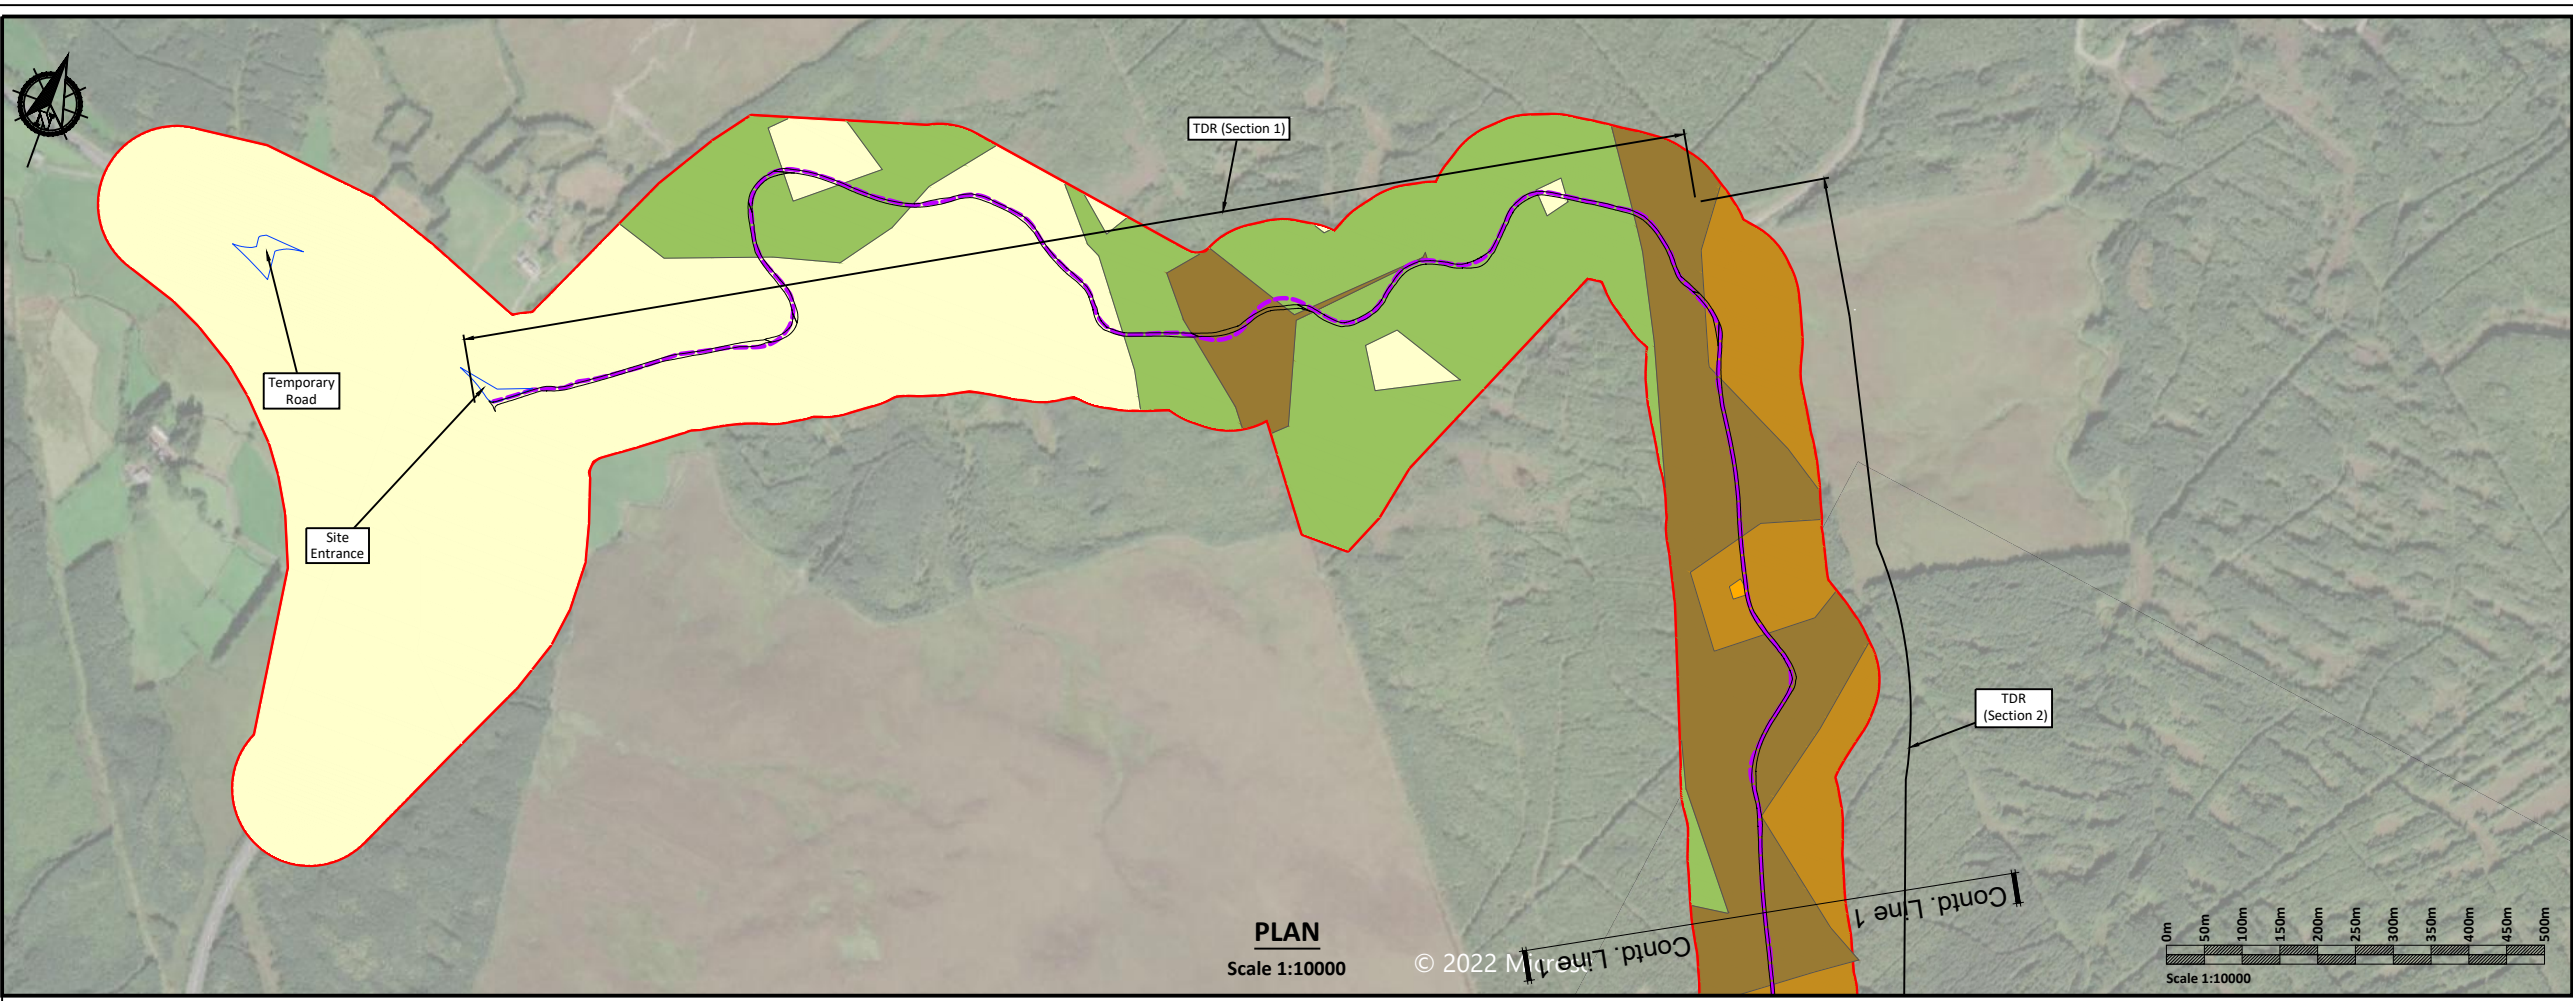 TDR (Section 1)
Temporary
Road
Site
Entrance
TDR
(Section 2)
Contd. Line 1
Contd. Line 1
PLAN
Scale 1:10000
© 2022
0m
50m
100m
150m
200m
250m
300m
350m
400m
450m
500m
Scale 1:10000